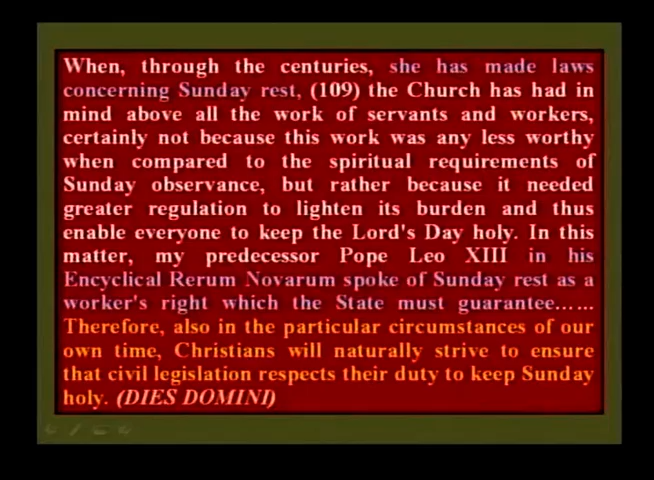 When, through the centuries, she has made laws
concerning Sunday rest, (109) the Church has had in
mind above all the work of servants and workers,
certainly not because this work was any less worthy
when compared to the spiritual requirements of
Sunday observance, but rather because it needed
greater regulation to lighten its burden and thus
enable everyone to keep the Lord's Day holy. In this
matter, my predecessor Pope Leo XIII in his
Encyclical Rerum Novarum spoke of Sunday rest as a
worker's right which the State must guarantee……
Therefore, also in the particular circumstances of our
own time, Christians will naturally strive to ensure
that civil legislation respects their duty to keep Sunday
holy. (DIES DOMINI)